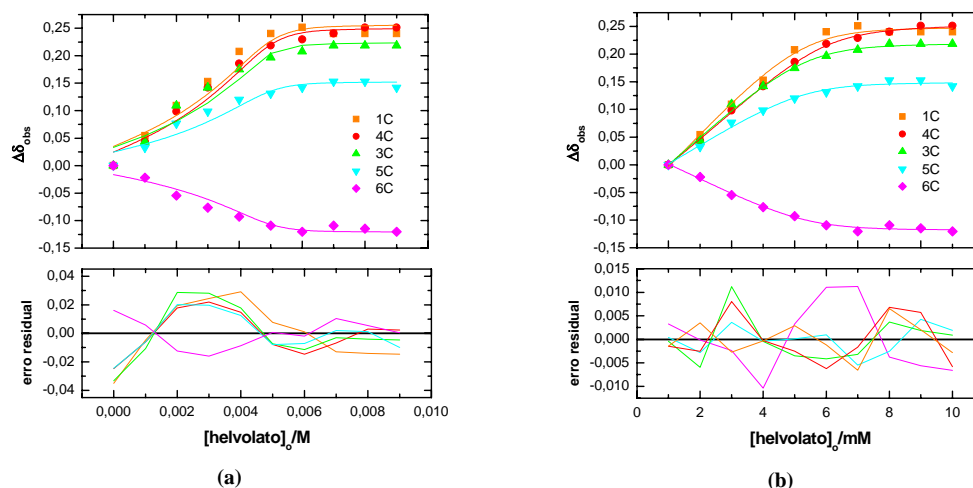 0,25
0,20
0,15
0,10
0,05
0,00
-0,05
-0,10
-0,15
Δδobs
1C
4C
3C
5C
6C
0,04
0,02
0,00
-0,02
-0,04
erro residual
0,000 0,002 0,004 0,006 0,008 0,010
[helvolato]o/M
(a)
0,25
0,20
0,15
0,10
0,05
0,00
-0,05
-0,10
-0,15
Δδobs
1C
4C
3C
5C
6C
0 2 4 6 8 10
0,015
0,010
0,005
0,000
-0,005
-0,010
erro residual
0 2 4 6 8 10
[helvolato]o/mM
(b)